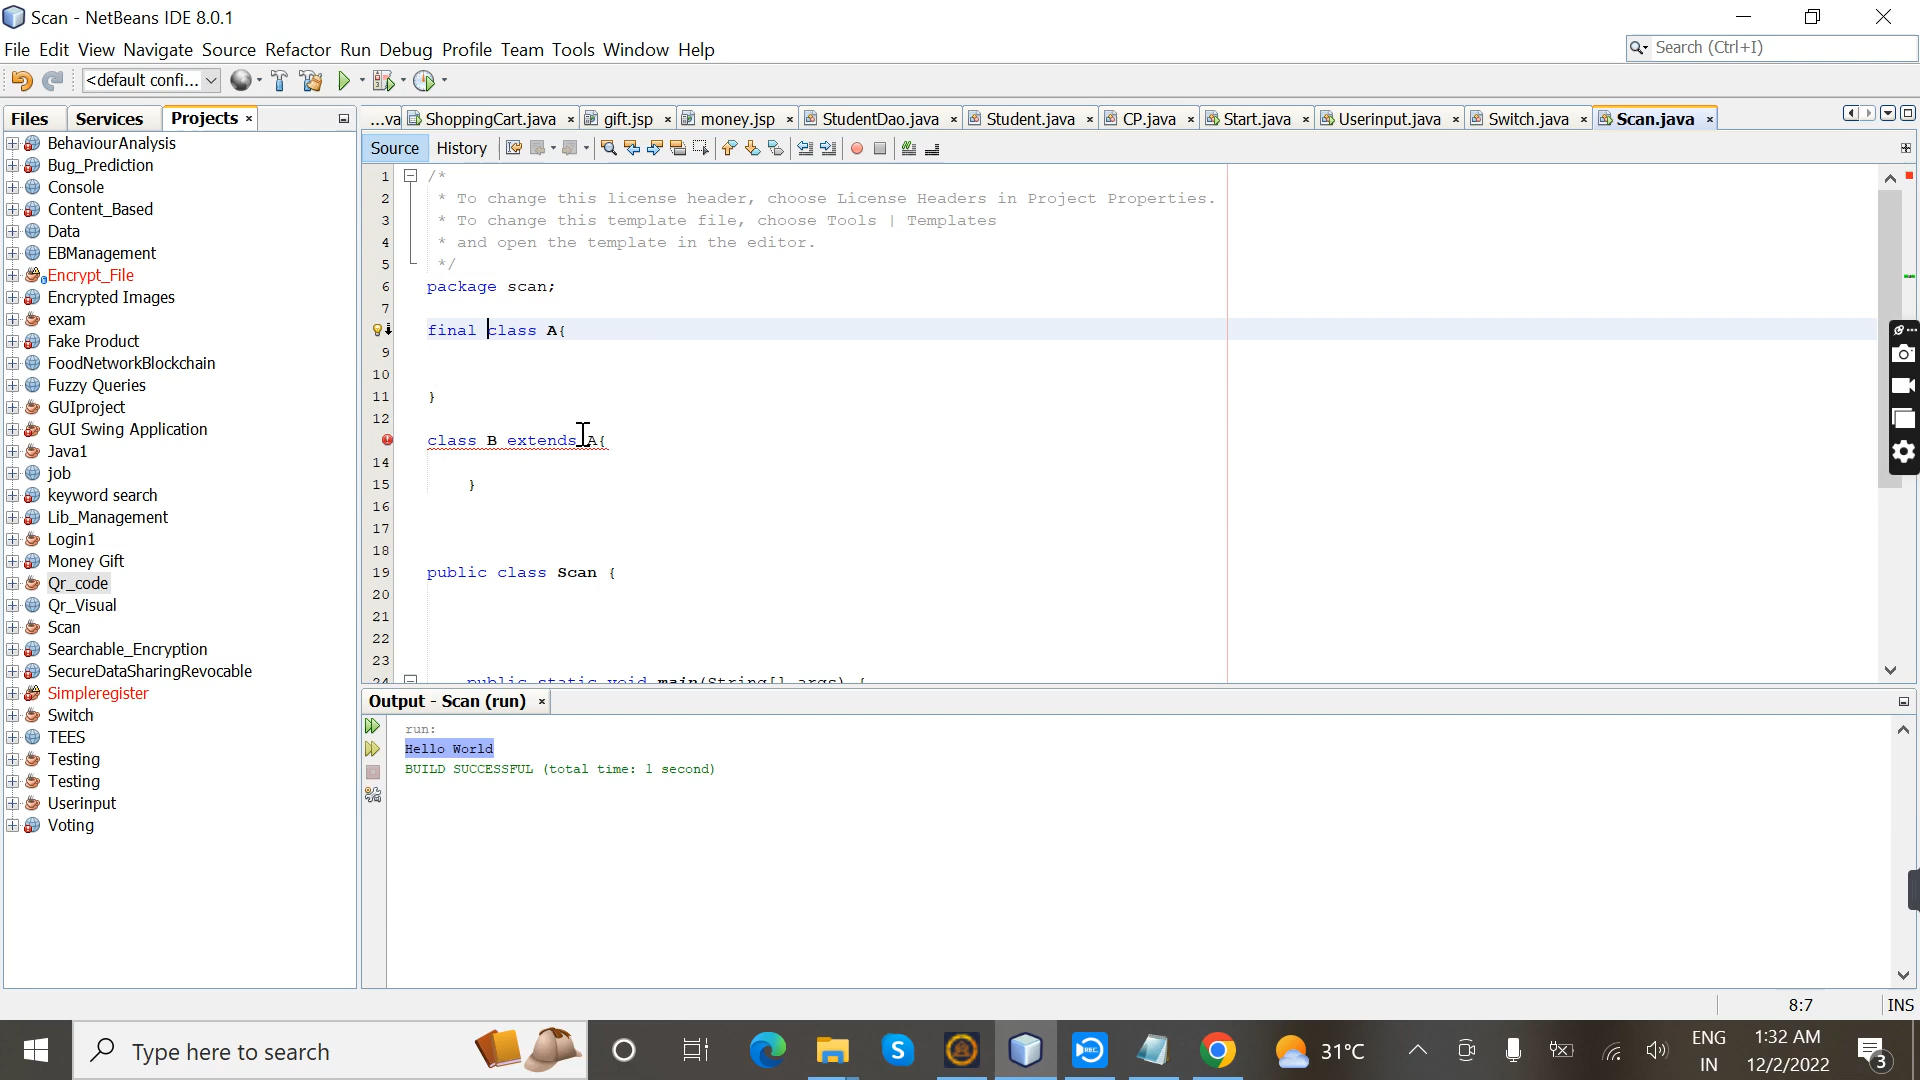 Scan - NetBeans IDE 8.0.1
File Edit View Navigate Source Refactor Run Debug Profile Team Tools Window Help
Search (Ctrl+I)
<default confi...
Files Services Projects
...va ShoppingCart.java gift.jsp money.jsp StudentDao.java Student.java CP.java Start.java Userinput.java Switch.java Scan.java
Source History
BehaviourAnalysis
Bug_Prediction
Console
Content_Based
Data
EBManagement
Encrypt_File
Encrypted Images
exam
Fake Product
FoodNetworkBlockchain
Fuzzy Queries
GUIproject
GUI Swing Application
Java1
job
keyword search
Lib_Management
Login1
Money Gift
Qr_code
Qr_Visual
Scan
Searchable_Encryption
SecureDataSharingRevocable
Simpleregister
Switch
TEES
Testing
Testing
Userinput
Voting
1 /*
2 * To change this license header, choose License Headers in Project Properties.
3 * To change this template file, choose Tools | Templates
4 * and open the template in the editor.
5 */
6 package scan;
7
final class A{
9
10
11 }
12
class B extends A{
14
15 }
16
17
18
19 public class Scan {
20
21
22
23
24 public static void main(String[] args) {
Output - Scan (run)
run:
Hello World
BUILD SUCCESSFUL (total time: 1 second)
8:7 INS
Type here to search
REC
31°C
ENG
IN
1:32 AM
12/2/2022
3